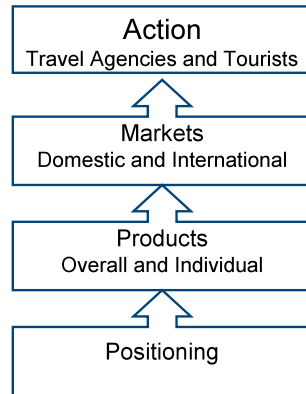 Action
Travel Agencies and Tourists
Markets
Domestic and International
Products
Overall and Individual
Positioning